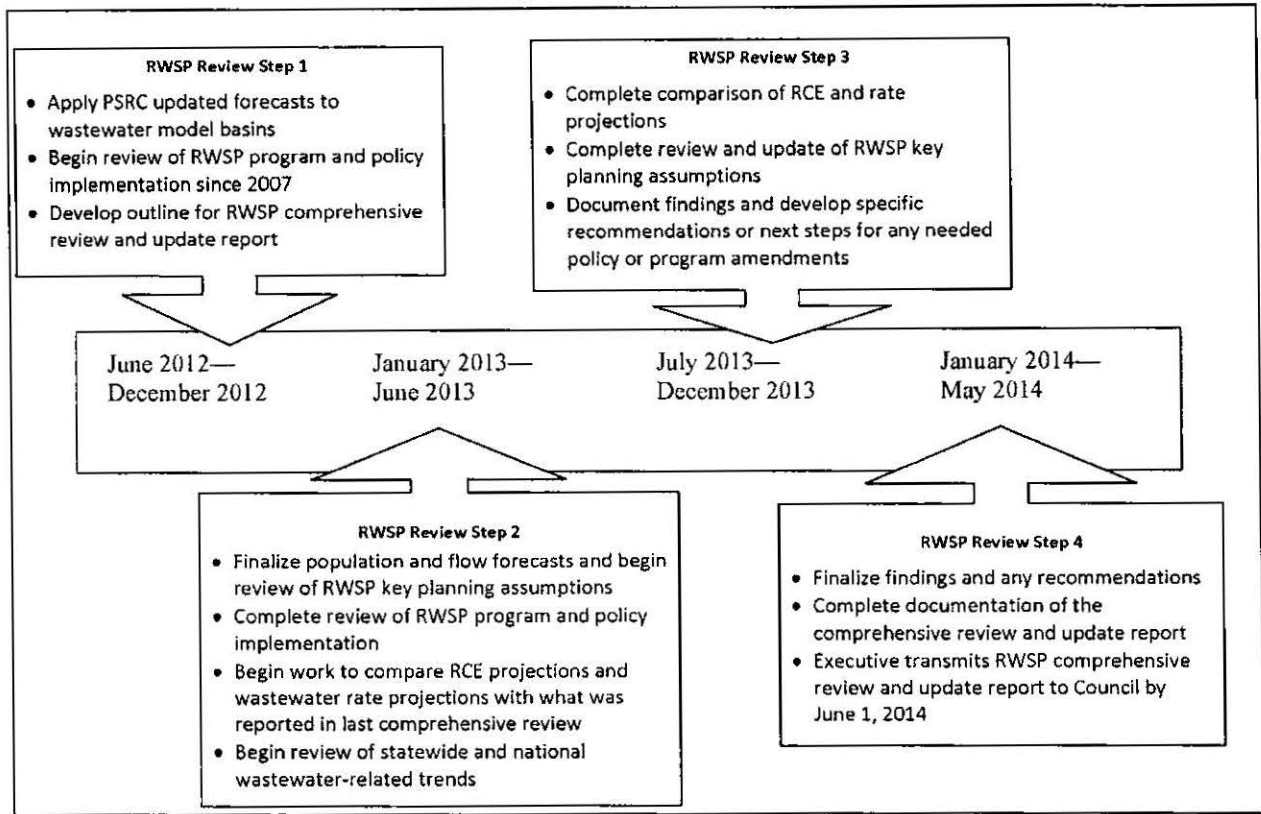 RWSP Review Step 1
• Apply PSRC updated forecasts to
wastewater model basins
• Begin review of RWSP program and policy
implementation since 2007
• Develop outline for RWSP comprehensive
review and update report
RWSP Review Step 3
• Complete comparison of RCE and rate
projections
• Complete review and update of RWSP key
planning assumptions
• Document findings and develop specific
recommendations or next steps for any needed
policy or program amendments
June 2012—
December 2012
January 2013—
June 2013
July 2013—
December 2013
January 2014—
May 2014
RWSP Review Step 2
• Finalize population and flow forecasts and begin
review of RWSP key planning assumptions
• Complete review of RWSP program and policy
implementation
• Begin work to compare RCE projections and
wastewater rate projections with what was
reported in last comprehensive review
• Begin review of statewide and national
wastewater-related trends
RWSP Review Step 4
• Finalize findings and any recommendations
• Complete documentation of the
comprehensive review and update report
• Executive transmits RWSP comprehensive
review and update report to Council by
June 1, 2014